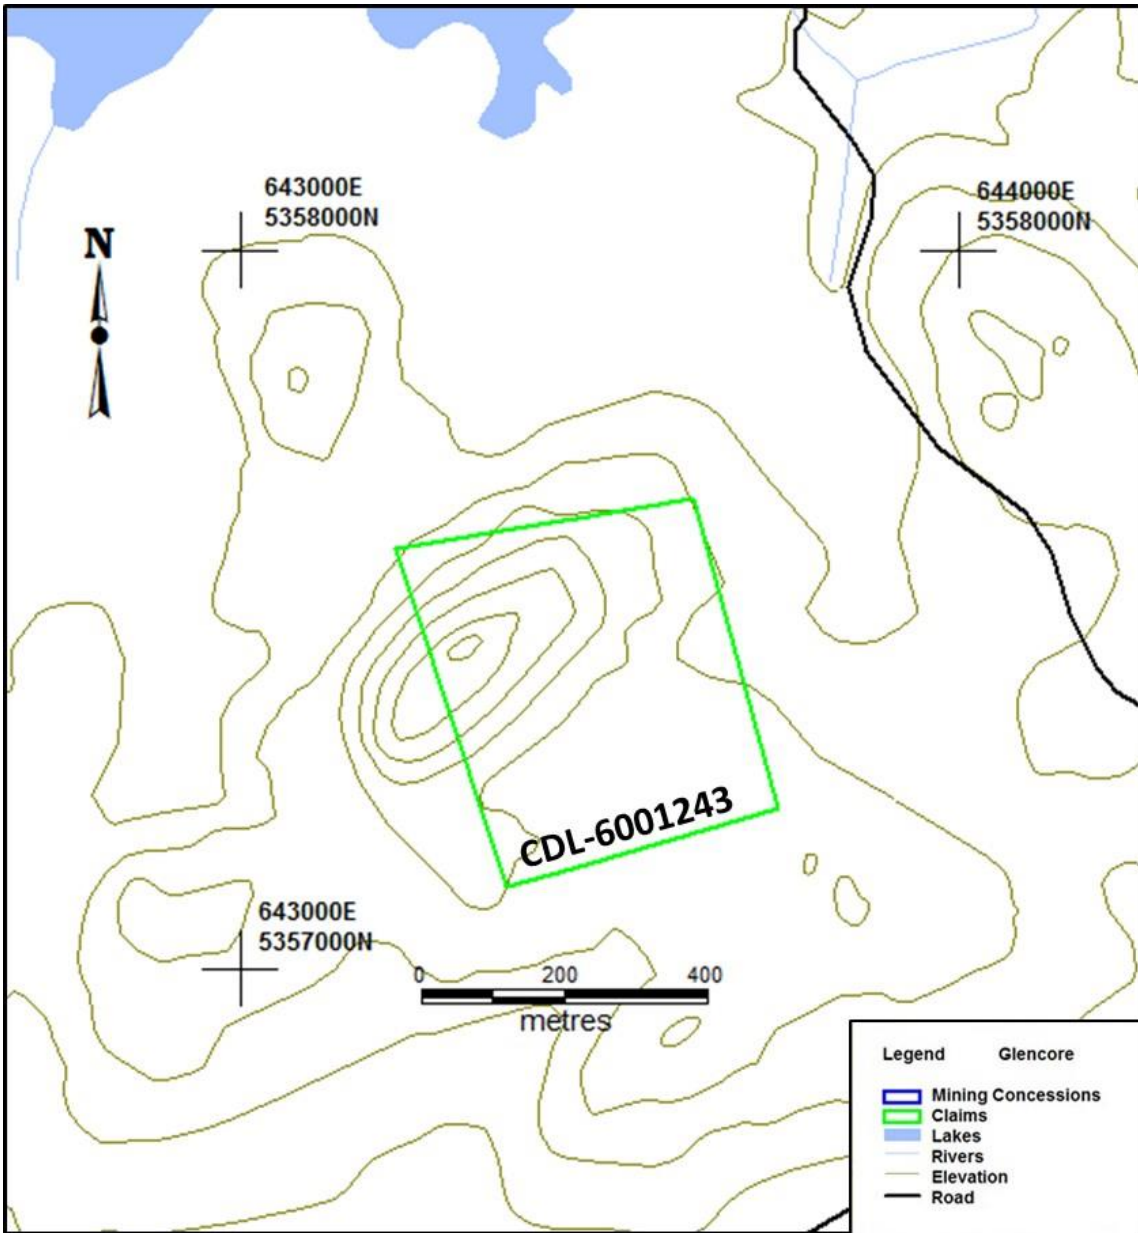 643000E
5358000N
644000E
5358000N
N
CDL-6001243
643000E
5357000N
0 200 400
metres
Legend Glencore
Mining Concessions
Claims
Lakes
Rivers
Elevation
Road